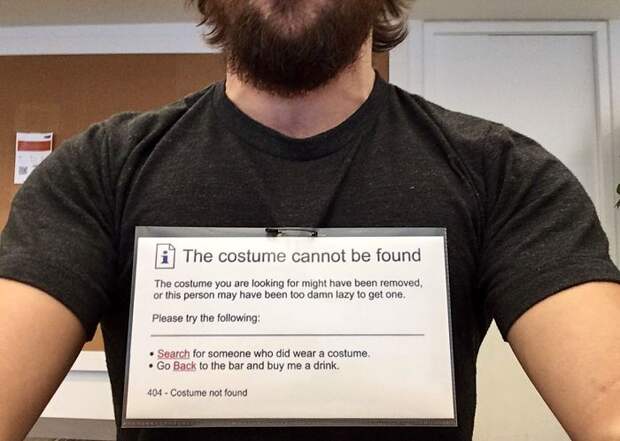 The costume cannot be found
The costume you are looking for might have been removed,
or this person may have been too damn lazy to get one.
Please try the following:
• Search for someone who did wear a costume.
• Go Back to the bar and buy me a drink.
404 - Costume not found